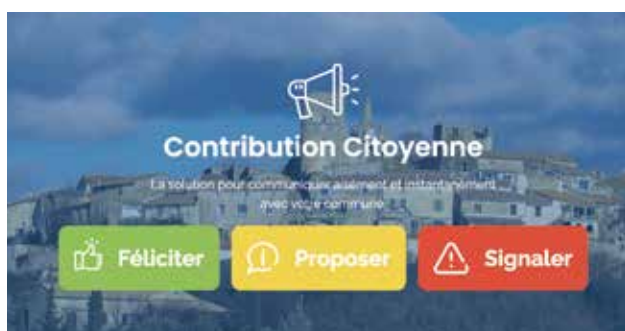 Contribution Citoyenne
La solution pour communiquer aisément et instantanément
avec votre commune
Féliciter
Proposer
Signaler